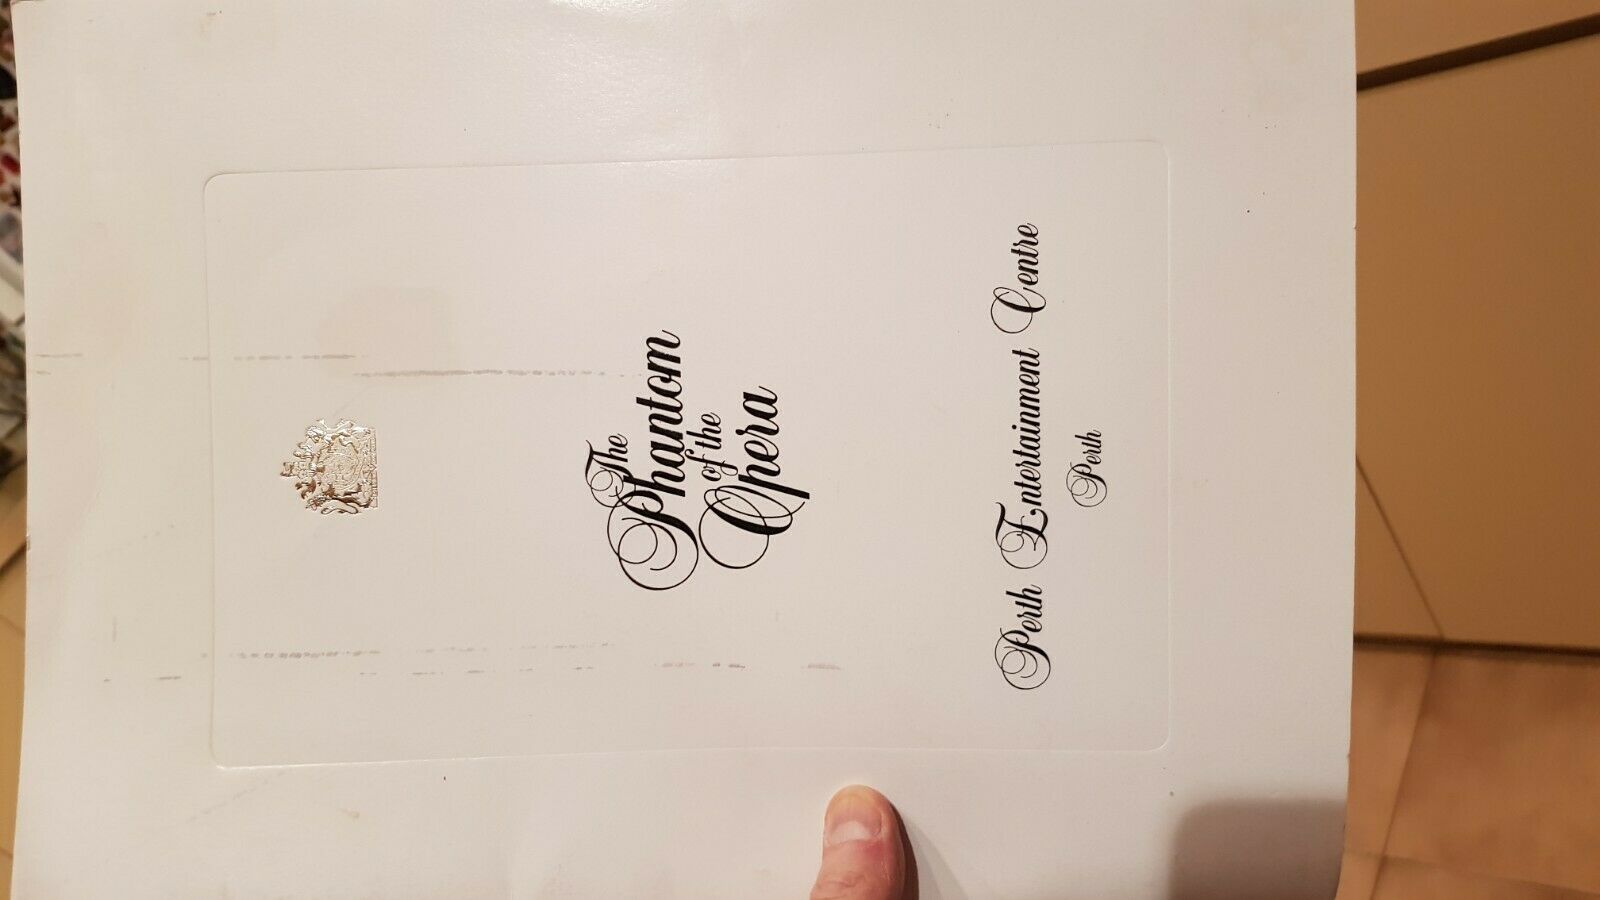 The
Phantom
of the
Opera
Perth Entertainment Centre
Perth